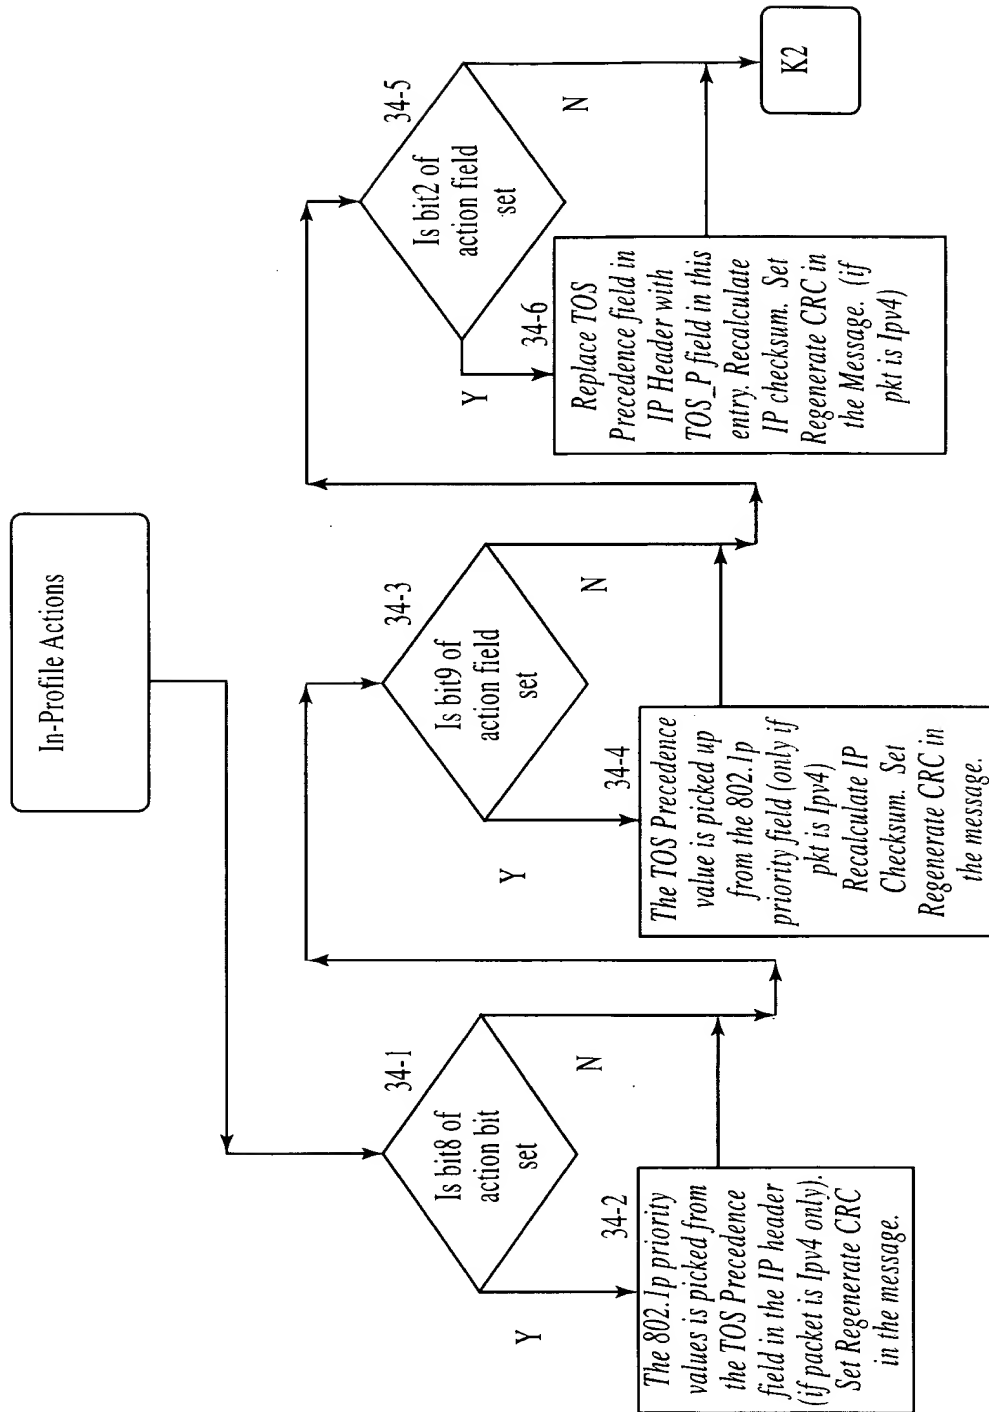 In-Profile Actions
34-1
Is bit8 of
action bit
set
Y
N
34-2
The 802.1p priority
values is picked from
the TOS Precedence
field in the IP header
(if packet is Ipv4 only).
Set Regenerate CRC
in the message.
34-3
Is bit9 of
action field
set
Y
N
34-4
The TOS Precedence
value is picked up
from the 802.1p
priority field (only if
pkt is Ipv4)
Recalculate IP
Checksum. Set
Regenerate CRC in
the message.
34-5
Is bit2 of
action field
set
Y
N
34-6
Replace TOS
Precedence field in
IP Header with
TOS_P field in this
entry. Recalculate
IP checksum. Set
Regenerate CRC in
the Message. (if
pkt is Ipv4)
K2